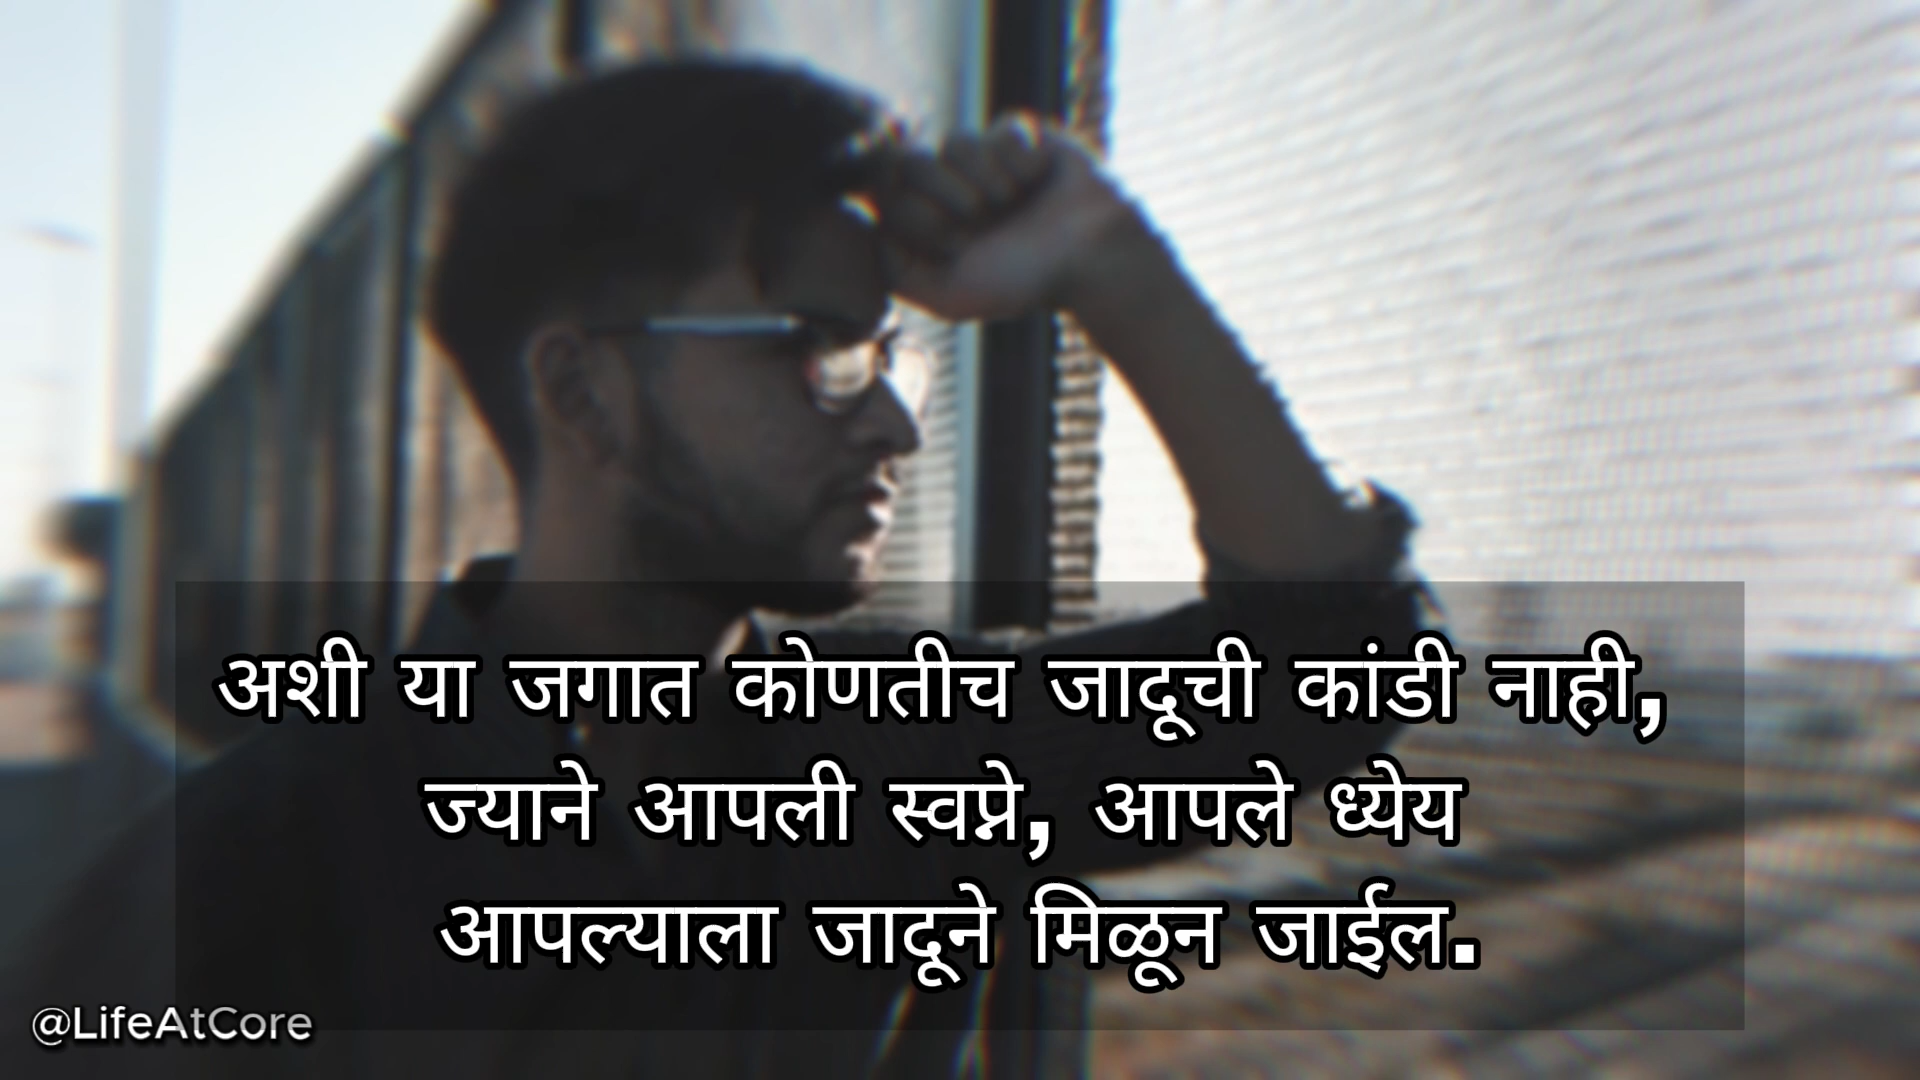 अशी या जगात कोणतीच जादूची कांडी नाही,
ज्याने आपली स्वप्ने, आपले ध्येय
आपल्याला जादूने मिळून जाईल.
@LifeAtCore